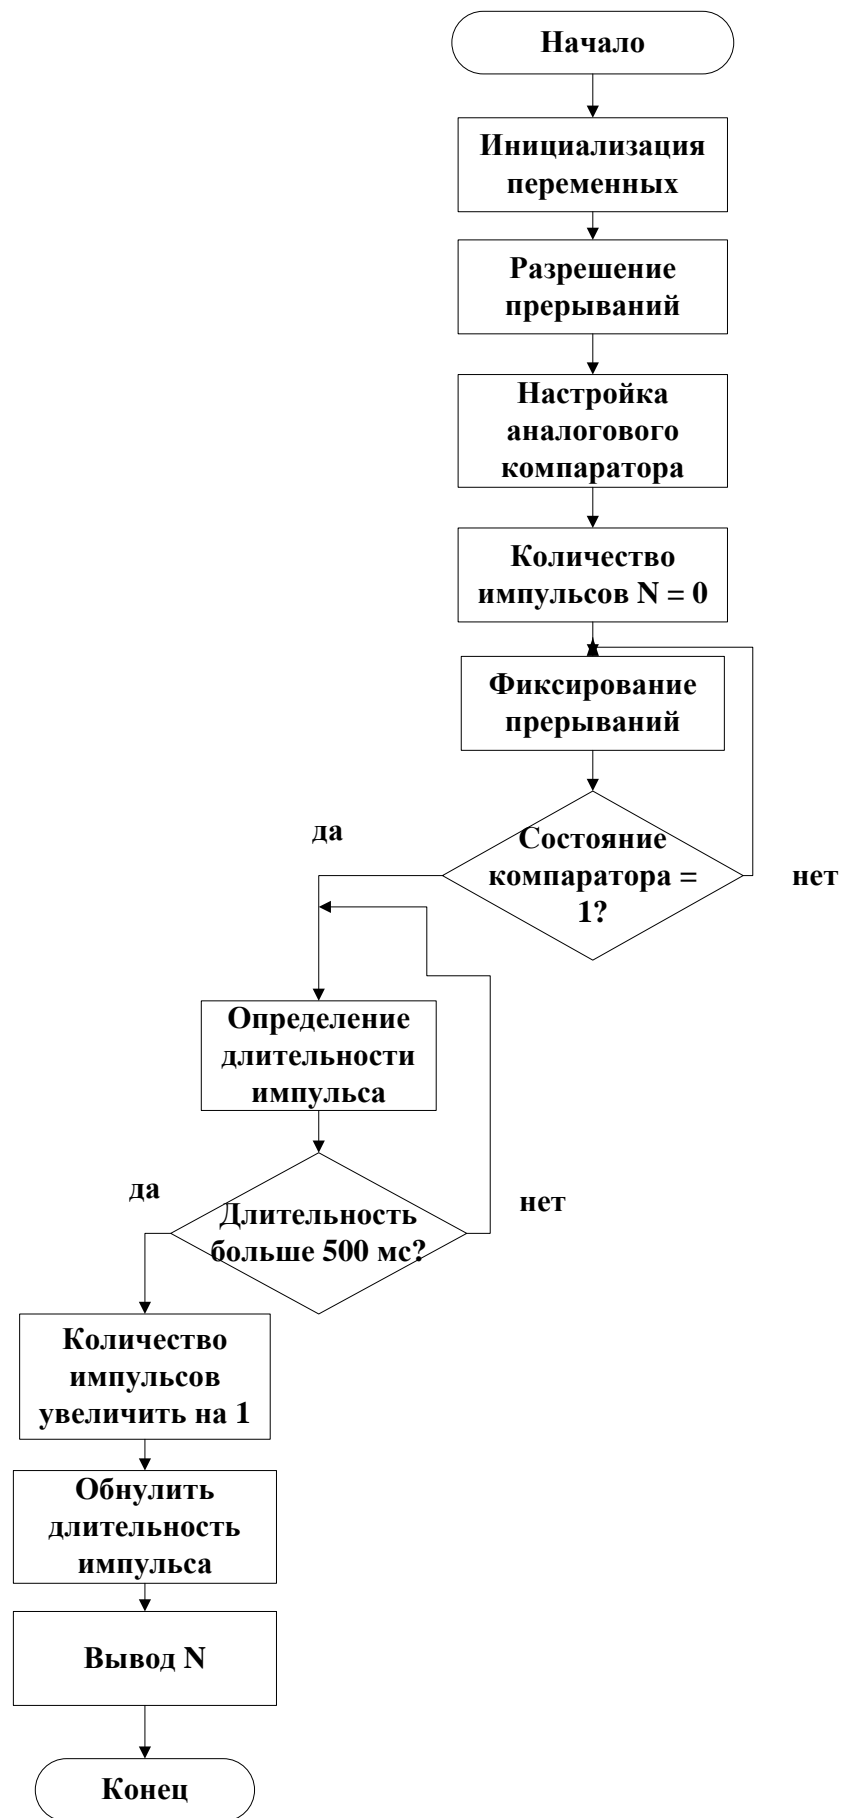 Начало
Инициализация
переменных
Разрешение
прерываний
Настройка
аналогового
компаратора
Количество
импульсов N = 0
Фиксирование
прерываний
да
Состояние
компаратора =
1?
нет
Определение
длительности
импульса
да
Длительность
больше 500 мс?
нет
Количество
импульсов
увеличить на 1
Обнулить
длительность
импульса
Вывод N
Конец